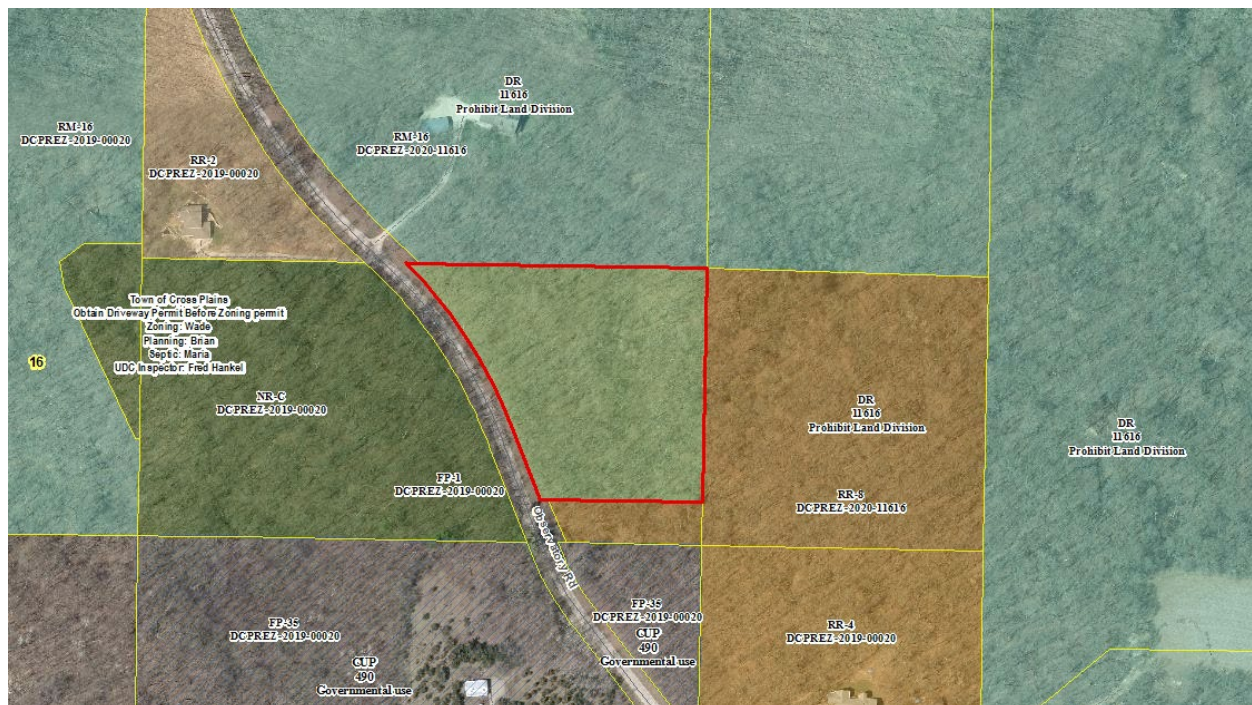 DR
11616
Prohibit Land Division
RM-16
DCPREZ-2019-00020
RM-16
DCPREZ-2020-11616
RR-2
DCPREZ-2019-00020
Town of Cross Plains
Obtain Driveway Permit Before Zoning permit
Zoning: Wade
Planning: Brian
Septic: Maria
UDC Inspector: Fred Hankel
16
NR-C
DCPREZ-2019-00020
DR
11616
Prohibit Land Division
DR
11616
Prohibit Land Division
FP-1
DCPREZ-2019-00020
RR-8
DCPREZ-2020-11616
Observatory Rd
FP-35
DCPREZ-2019-00020
CUP
490
Governmental use
FP-35
DCPREZ-2019-00020
CUP
490
Governmental use
RR-4
DCPREZ-2019-00020